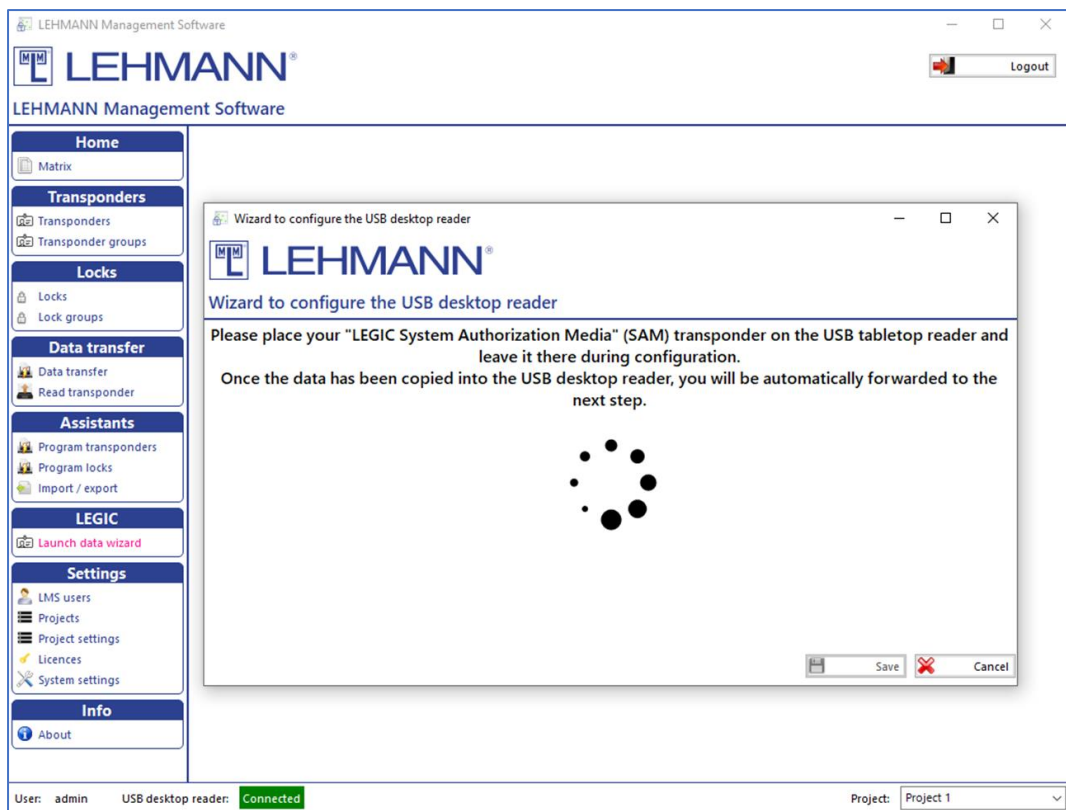 LEHMANN Management Software
LEHMANN®
Logout
LEHMANN Management Software
Home
Matrix
Transponders
Transponders
Transponder groups
Locks
Locks
Lock groups
Data transfer
Data transfer
Read transponder
Assistants
Program transponders
Program locks
Import / export
LEGIC
Launch data wizard
Settings
LMS users
Projects
Project settings
Licences
System settings
Info
About
Wizard to configure the USB desktop reader
LEHMANN®
Wizard to configure the USB desktop reader
Please place your "LEGIC System Authorization Media" (SAM) transponder on the USB tabletop reader and
leave it there during configuration.
Once the data has been copied into the USB desktop reader, you will be automatically forwarded to the
next step.
Save
Cancel
User: admin USB desktop reader: Connected
Project: Project 1